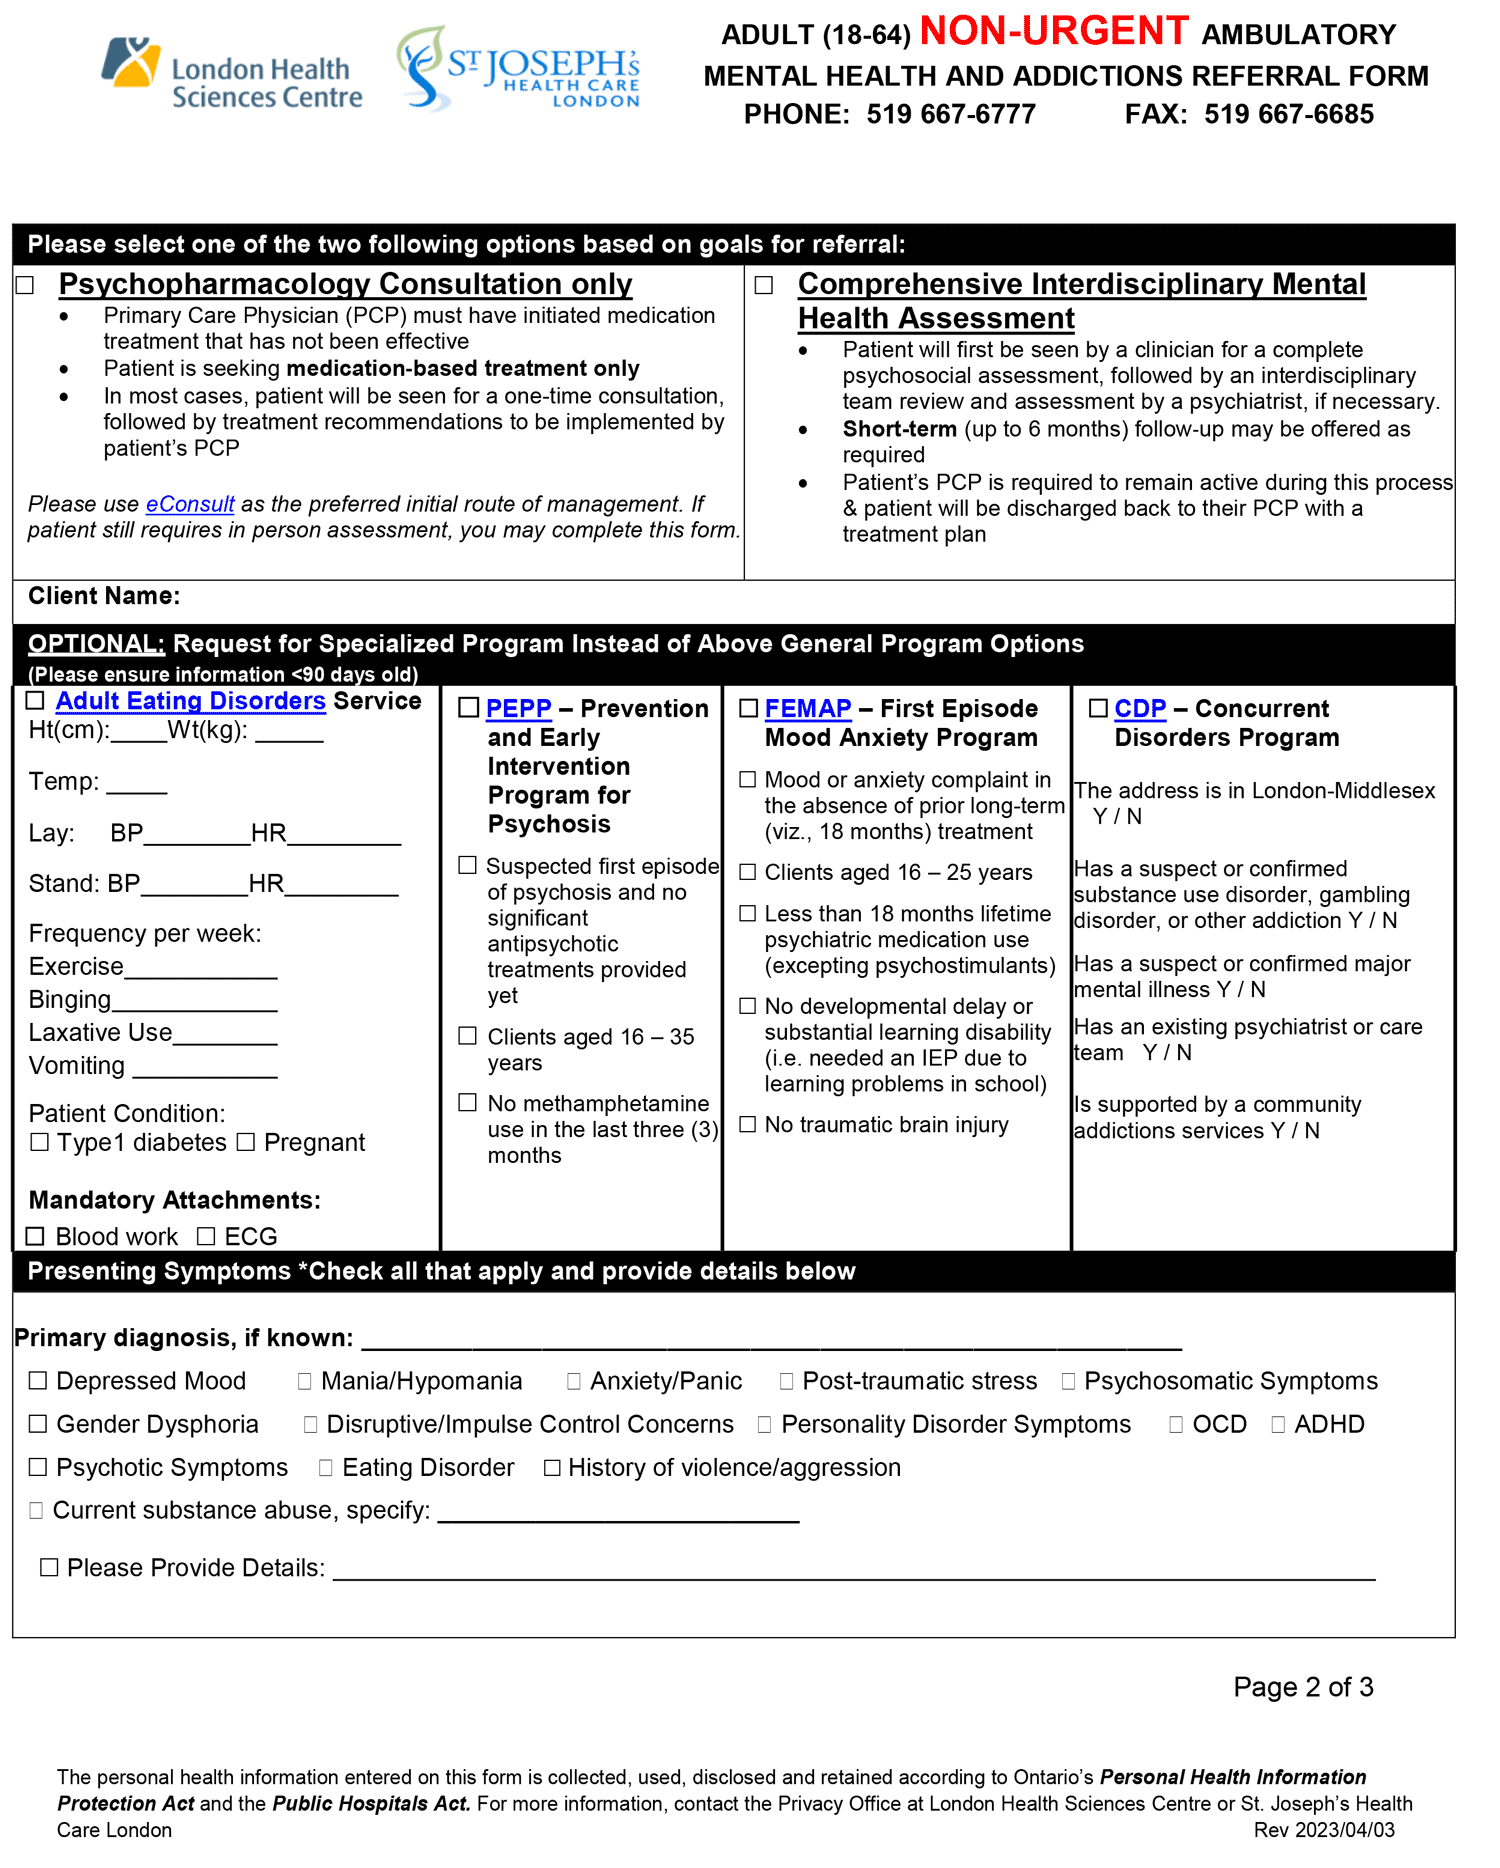 London Health
Sciences Centre
ST JOSEPH'S
HEALTH CARE
LONDON
ADULT (18-64) NON-URGENT AMBULATORY
MENTAL HEALTH AND ADDICTIONS REFERRAL FORM
PHONE: 519 667-6777 FAX: 519 667-6685
Please select one of the two following options based on goals for referral:
☐ Psychopharmacology Consultation only
• Primary Care Physician (PCP) must have initiated medication
treatment that has not been effective
• Patient is seeking medication-based treatment only
• In most cases, patient will be seen for a one-time consultation,
followed by treatment recommendations to be implemented by
patient's PCP
Please use eConsult as the preferred initial route of management. If
patient still requires in person assessment, you may complete this form.
☐ Comprehensive Interdisciplinary Mental
Health Assessment
• Patient will first be seen by a clinician for a complete
psychosocial assessment, followed by an interdisciplinary
team review and assessment by a psychiatrist, if necessary.
• Short-term (up to 6 months) follow-up may be offered as
required
• Patient's PCP is required to remain active during this process
& patient will be discharged back to their PCP with a
treatment plan
Client Name:
OPTIONAL: Request for Specialized Program Instead of Above General Program Options
(Please ensure information <90 days old)
☐ Adult Eating Disorders Service
Ht(cm):____Wt(kg): _____
Temp: ____
Lay: BP________HR________
Stand: BP________HR________
Frequency per week:
Exercise___________
Binging____________
Laxative Use_______
Vomiting __________
Patient Condition:
☐ Type1 diabetes ☐ Pregnant
Mandatory Attachments:
☐ Blood work ☐ ECG
☐ PEPP – Prevention
and Early
Intervention
Program for
Psychosis
☐ Suspected first episode
of psychosis and no
significant
antipsychotic
treatments provided
yet
☐ Clients aged 16 – 35
years
☐ No methamphetamine
use in the last three (3)
months
☐ FEMAP – First Episode
Mood Anxiety Program
☐ Mood or anxiety complaint in
the absence of prior long-term
(viz., 18 months) treatment
☐ Clients aged 16 – 25 years
☐ Less than 18 months lifetime
psychiatric medication use
(excepting psychostimulants)
☐ No developmental delay or
substantial learning disability
(i.e. needed an IEP due to
learning problems in school)
☐ No traumatic brain injury
☐ CDP – Concurrent
Disorders Program
The address is in London-Middlesex
Y / N
Has a suspect or confirmed
substance use disorder, gambling
disorder, or other addiction Y / N
Has a suspect or confirmed major
mental illness Y / N
Has an existing psychiatrist or care
team Y / N
Is supported by a community
addictions services Y / N
Presenting Symptoms *Check all that apply and provide details below
Primary diagnosis, if known: ____________________________________________
☐ Depressed Mood ☐ Mania/Hypomania ☐ Anxiety/Panic ☐ Post-traumatic stress ☐ Psychosomatic Symptoms
☐ Gender Dysphoria ☐ Disruptive/Impulse Control Concerns ☐ Personality Disorder Symptoms ☐ OCD ☐ ADHD
☐ Psychotic Symptoms ☐ Eating Disorder ☐ History of violence/aggression
☐ Current substance abuse, specify: __________________________
☐ Please Provide Details: ____________________________________________
Page 2 of 3
The personal health information entered on this form is collected, used, disclosed and retained according to Ontario's Personal Health Information
Protection Act and the Public Hospitals Act. For more information, contact the Privacy Office at London Health Sciences Centre or St. Joseph's Health
Care London Rev 2023/04/03